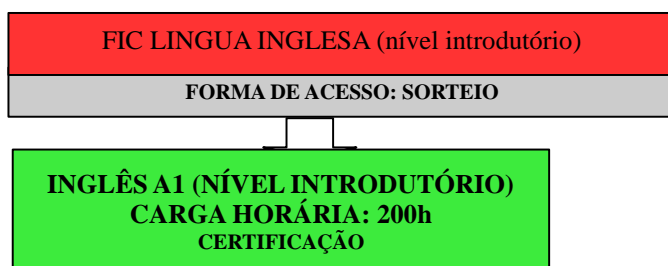 FIC LINGUA INGLESA (nível introdutório)
FORMA DE ACESSO: SORTEIO
INGLÊS A1 (NÍVEL INTRODUTÓRIO)
CARGA HORÁRIA: 200h
CERTIFICAÇÃO